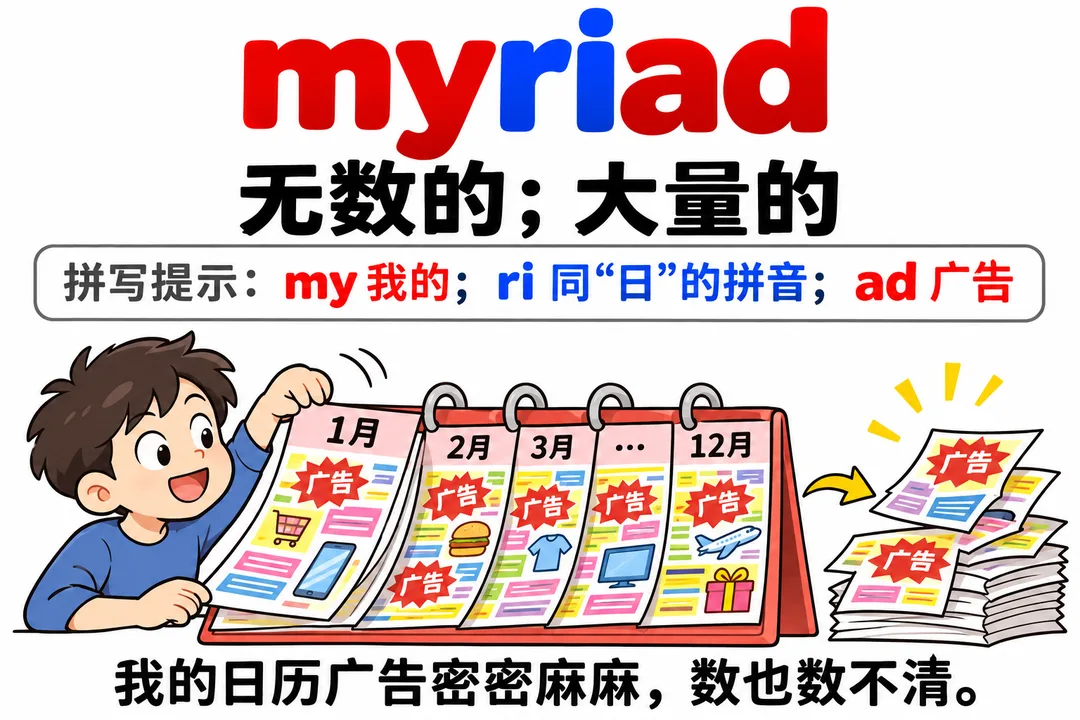 myriad
无数的；大量的
拼写提示：my 我的；ri 同“日”的拼音；ad 广告
1月
2月
3月
...
12月
广告
广告
广告
广告
广告
广告
广告
广告
我的日历广告密密麻麻，数也数不清。